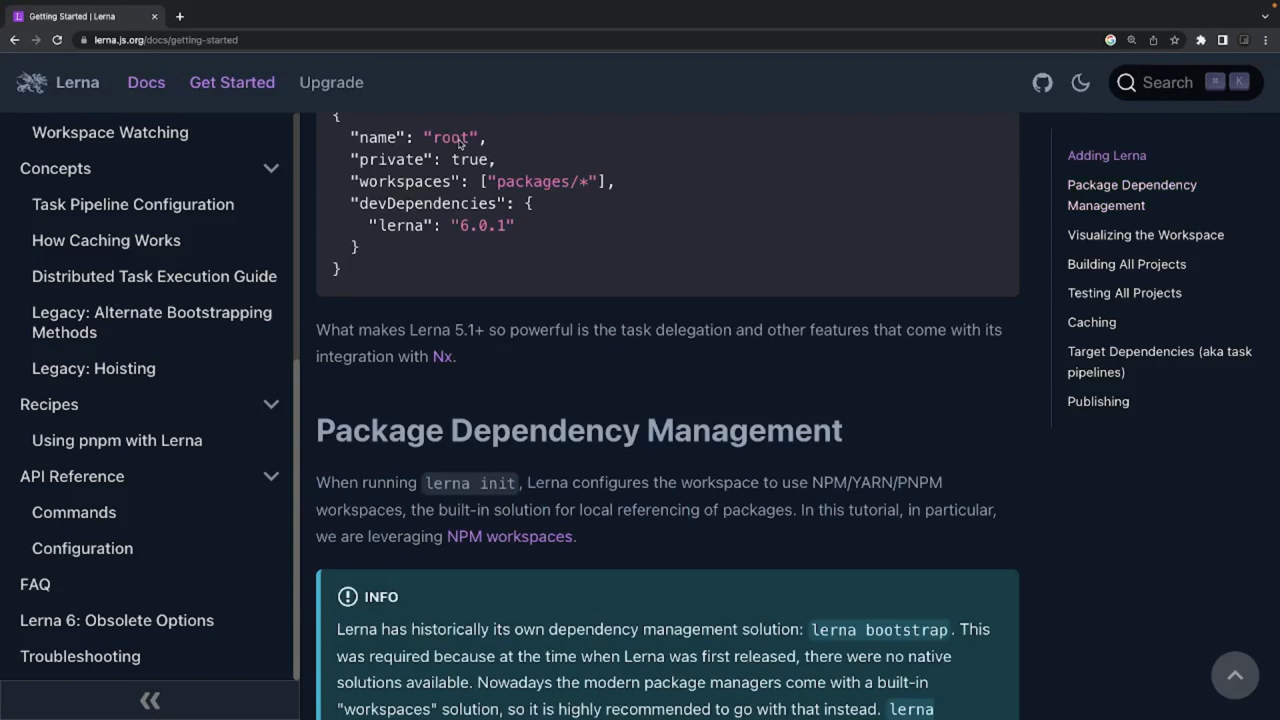 Getting Started | Lerna
lerna.js.org/docs/getting-started
Lerna
Docs
Get Started
Upgrade
Search
⌘ K
Workspace Watching
Concepts
Task Pipeline Configuration
How Caching Works
Distributed Task Execution Guide
Legacy: Alternate Bootstrapping
Methods
Legacy: Hoisting
Recipes
Using pnpm with Lerna
API Reference
Commands
Configuration
FAQ
Lerna 6: Obsolete Options
Troubleshooting
{
"name": "root",
"private": true,
"workspaces": ["packages/*"],
"devDependencies": {
"lerna": "6.0.1"
}
}
What makes Lerna 5.1+ so powerful is the task delegation and other features that come with its
integration with Nx.
Package Dependency Management
When running lerna init, Lerna configures the workspace to use NPM/YARN/PNPM
workspaces, the built-in solution for local referencing of packages. In this tutorial, in particular,
we are leveraging NPM workspaces.
INFO
Lerna has historically its own dependency management solution: lerna bootstrap. This
was required because at the time when Lerna was first released, there were no native
solutions available. Nowadays the modern package managers come with a built-in
"workspaces" solution, so it is highly recommended to go with that instead. lerna
Adding Lerna
Package Dependency
Management
Visualizing the Workspace
Building All Projects
Testing All Projects
Caching
Target Dependencies (aka task
pipelines)
Publishing